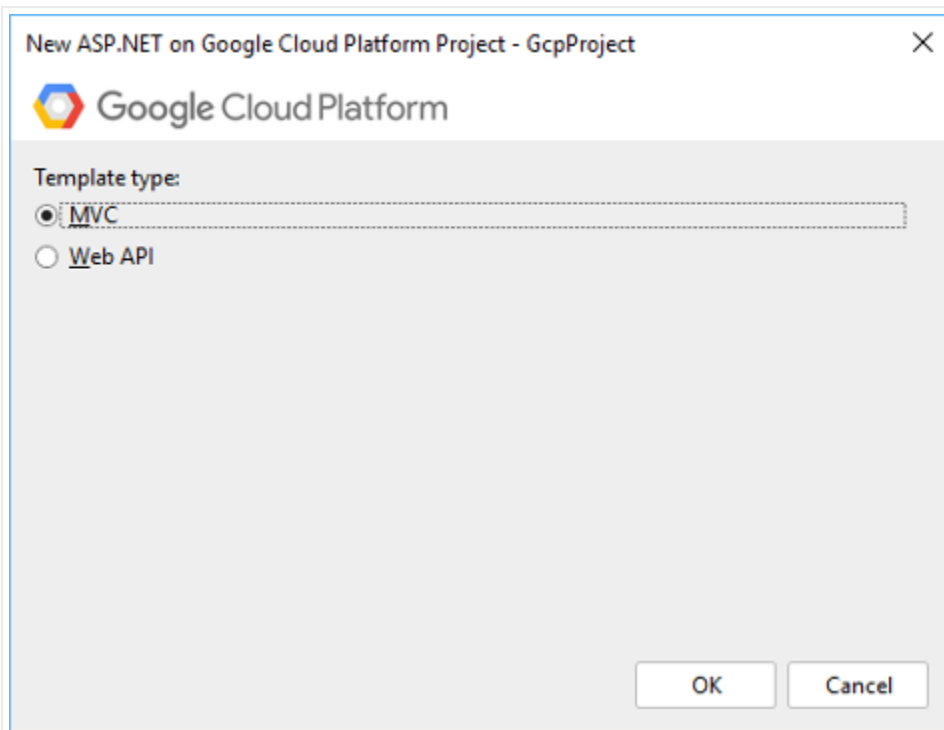 New ASP.NET on Google Cloud Platform Project - GcpProject
Google Cloud Platform
Template type:
MVC
Web API
OK Cancel